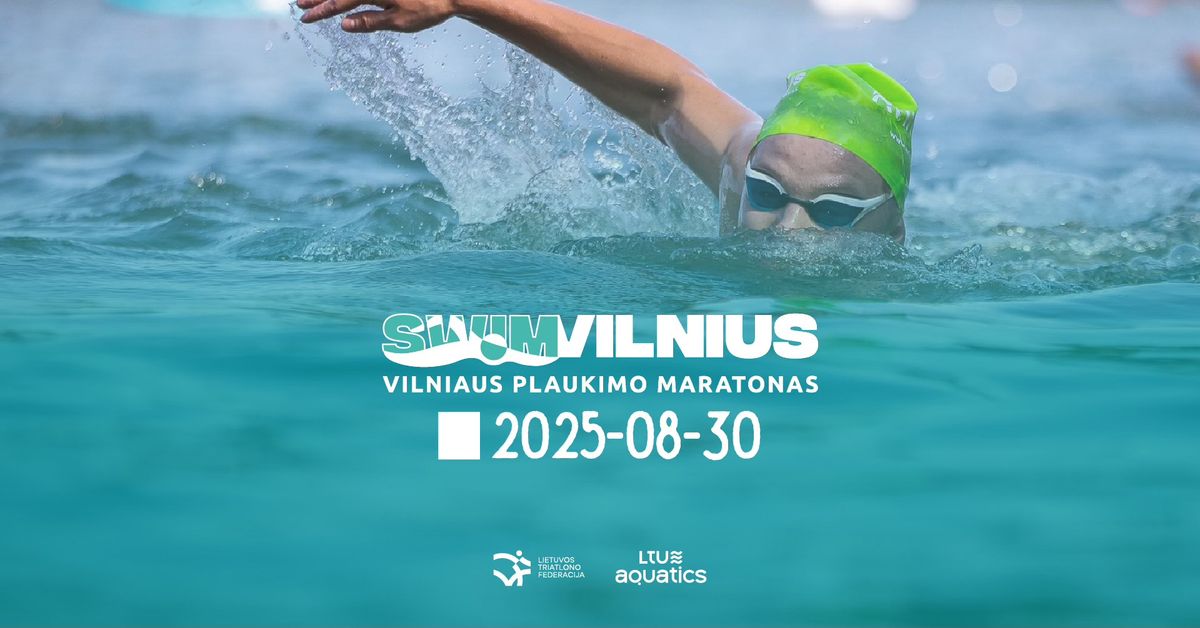 SWIMVILNIUS
VILNIAUS PLAUKIMO MARATONAS
2025-08-30
LIETUVOS
TRIATLONO
FEDERACIJA
LTU
aquatics